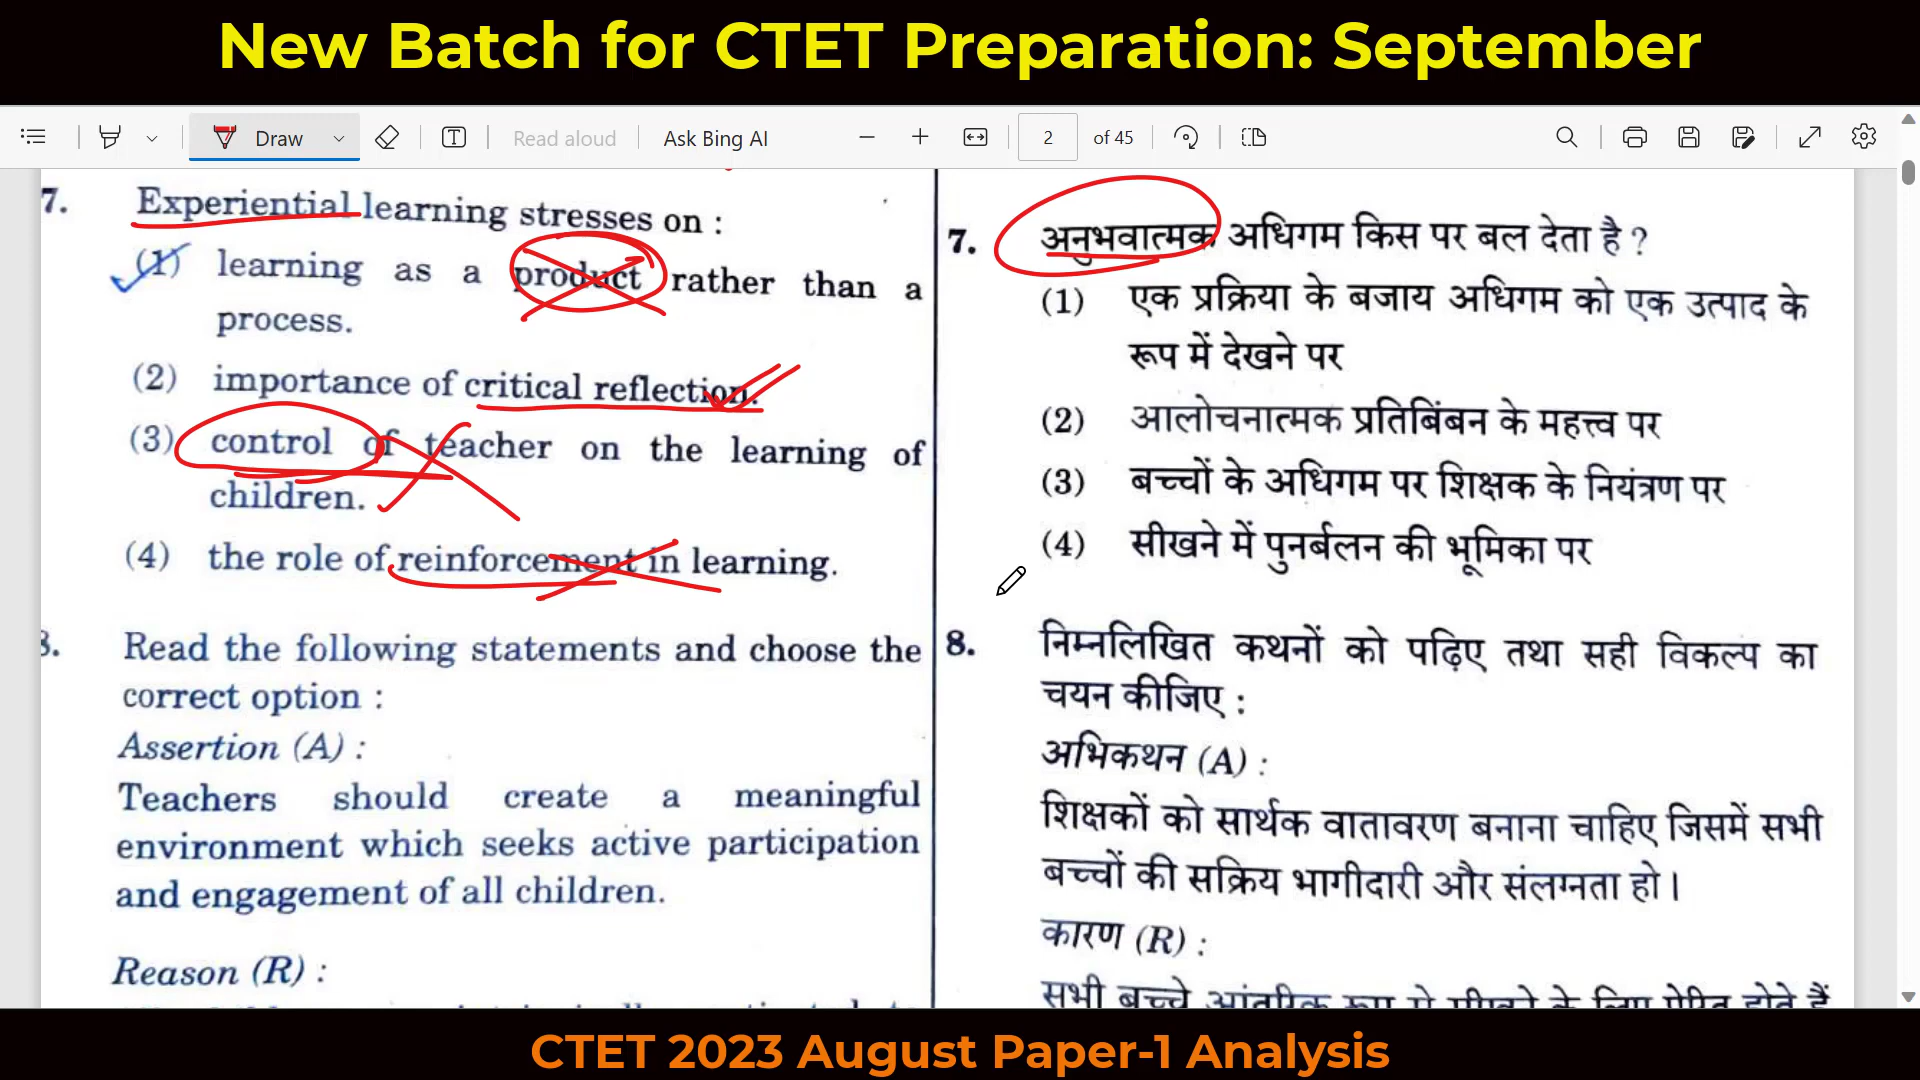 New Batch for CTET Preparation: September
Draw
Read aloud
Ask Bing AI
2
of 45
7.
Experiential learning stresses on :
(1) learning as a product rather than a
process.
(2) importance of critical reflection.
(3) control of teacher on the learning of
children.
(4) the role of reinforcement in learning.
8.
Read the following statements and choose the
correct option :
Assertion (A) :
Teachers should create a meaningful
environment which seeks active participation
and engagement of all children.
Reason (R) :
7. अनुभवात्मक अधिगम किस पर बल देता है ?
(1) एक प्रक्रिया के बजाय अधिगम को एक उत्पाद के
रूप में देखने पर
(2) आलोचनात्मक प्रतिबिंबन के महत्त्व पर
(3) बच्चों के अधिगम पर शिक्षक के नियंत्रण पर
(4) सीखने में पुनर्बलन की भूमिका पर
8. निम्नलिखित कथनों को पढ़िए तथा सही विकल्प का
चयन कीजिए :
अभिकथन (A) :
शिक्षकों को सार्थक वातावरण बनाना चाहिए जिसमें सभी
बच्चों की सक्रिय भागीदारी और संलग्नता हो ।
कारण (R) :
सभी बच्चे आंतरिक रूप से सीखने के लिए प्रेरित होते हैं
CTET 2023 August Paper-1 Analysis